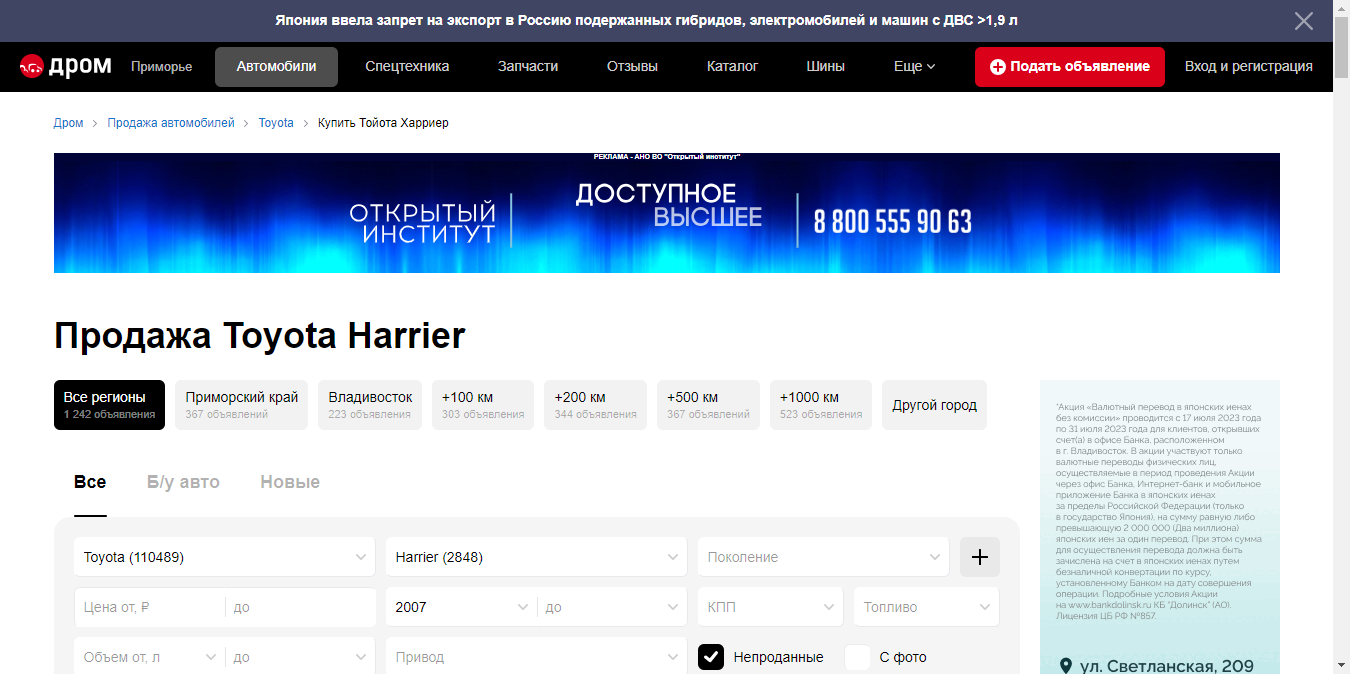 Япония ввела запрет на экспорт в Россию подержанных гибридов, электромобилей и машин с ДВС >1,9 л
дром Приморье Автомобили Спецтехника Запчасти Отзывы Каталог Шины Еще Подать объявление Вход и регистрация
Дром > Продажа автомобилей > Toyota > Купить Тойота Харриер
РЕКЛАМА - АНО ВО "Открытый институт"
ОТКРЫТЫЙ
ИНСТИТУТ
ДОСТУПНОЕ
ВЫСШЕЕ
8 800 555 90 63
Продажа Toyota Harrier
Все регионы
1 242 объявления
Приморский край
367 объявлений
Владивосток
223 объявления
+100 км
303 объявления
+200 км
344 объявления
+500 км
367 объявлений
+1000 км
523 объявления
Другой город
Все Б/у авто Новые
Toyota (110489) Harrier (2848) Поколение
Цена от, ₽ до 2007 до КПП Топливо
Объем от, л до Привод Непроданные С фото
*Акция «Валютный перевод в японских иенах
без комиссии» проводится с 17 июля 2023 года
по 31 июля 2023 года для клиентов, открывших
счет(а) в офисе Банка, расположенном
в г. Владивосток. В акции участвуют только
валютные переводы физических лиц,
осуществляемые в период проведения Акции
через офис Банка, Интернет-банк и мобильное
приложение Банка в японских иенах
за пределы Российской Федерации (только
в государство Япония), на сумму равную либо
превышающую 2 000 000 (Два миллиона)
японских иен за один перевод. При этом сумма
для осуществления перевода должна быть
зачислена на счет в японских иенах путем
безналичной конвертации по курсу,
установленному Банком на дату совершения
операции. Подробные условия Акции
на www.bankdolinsk.ru КБ "Долинск" (АО).
Лицензия ЦБ РФ №857.
ул. Светланская, 209